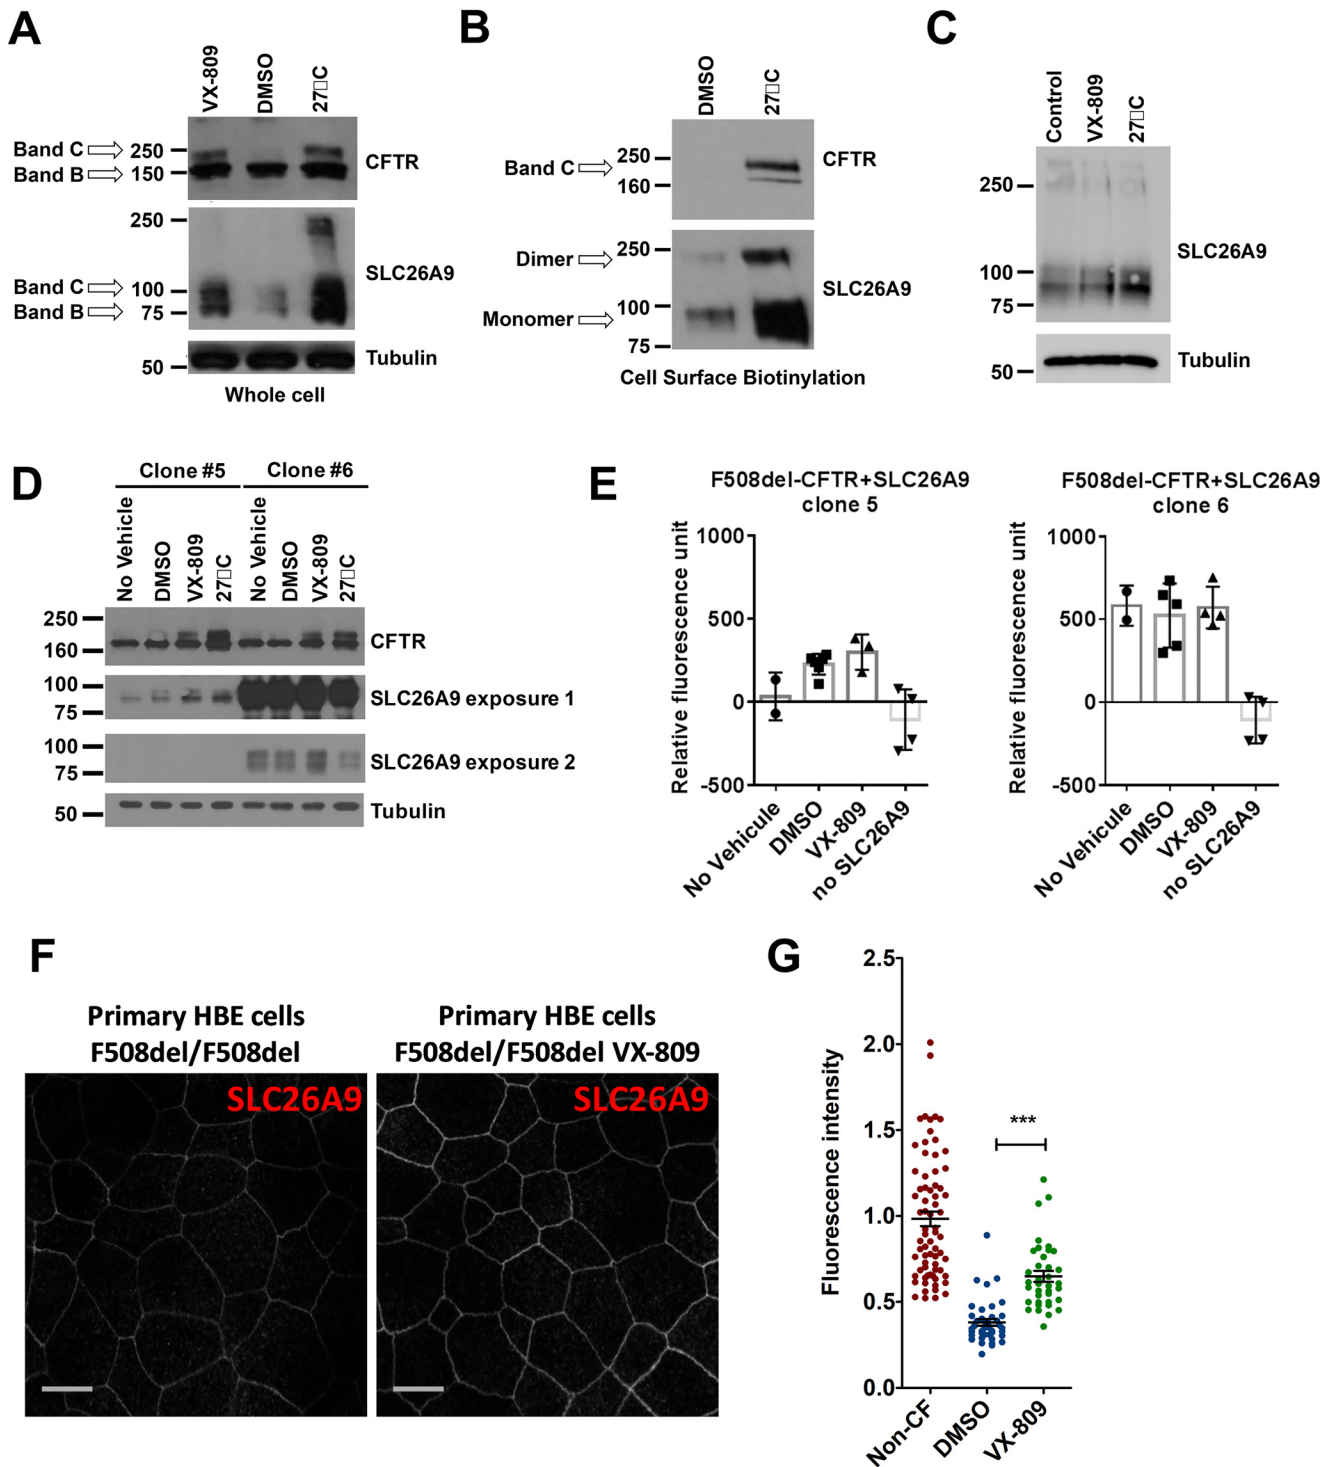 A
VX-809
DMSO
27□C
Band C
250
Band B
150
CFTR
250
Band C
100
Band B
75
SLC26A9
50
Tubulin
Whole cell
B
DMSO
27□C
Band C
250
160
CFTR
Dimer
250
Monomer
100
75
SLC26A9
Cell Surface Biotinylation
C
Control
VX-809
27□C
250
100
75
SLC26A9
50
Tubulin
D
Clone #5
Clone #6
No Vehicle
DMSO
VX-809
27□C
No Vehicle
DMSO
VX-809
27□C
250
160
CFTR
100
75
SLC26A9 exposure 1
100
75
SLC26A9 exposure 2
50
Tubulin
E
F508del-CFTR+SLC26A9
clone 5
Relative fluorescence unit
1000
500
0
-500
No Vehicule
DMSO
VX-809
no SLC26A9
F508del-CFTR+SLC26A9
clone 6
Relative fluorescence unit
1000
500
0
-500
No Vehicule
DMSO
VX-809
no SLC26A9
F
Primary HBE cells
F508del/F508del
SLC26A9
Primary HBE cells
F508del/F508del VX-809
SLC26A9
G
Fluorescence intensity
2.5
2.0
1.5
1.0
0.5
0.0
***
Non-CF
DMSO
VX-809